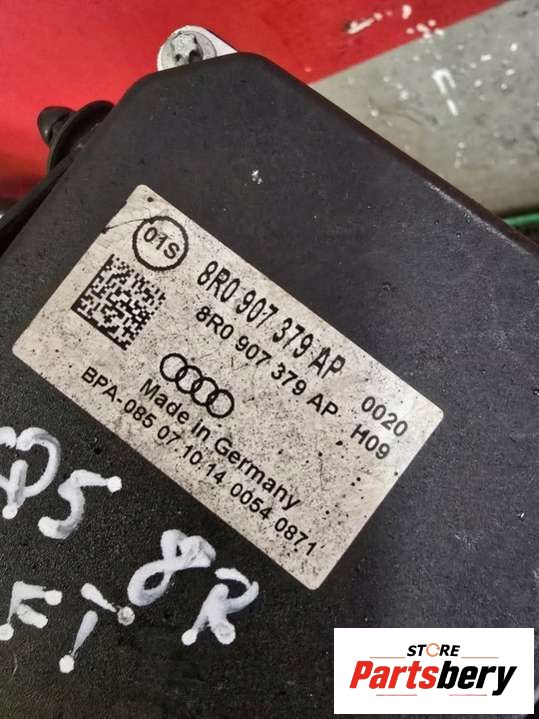 01S
8R0 907 379 AP
0020
8R0 907 379 AP H09
Made in Germany
BPA-085 07.10.14 0054 0871
8R
STORE
Partsbery